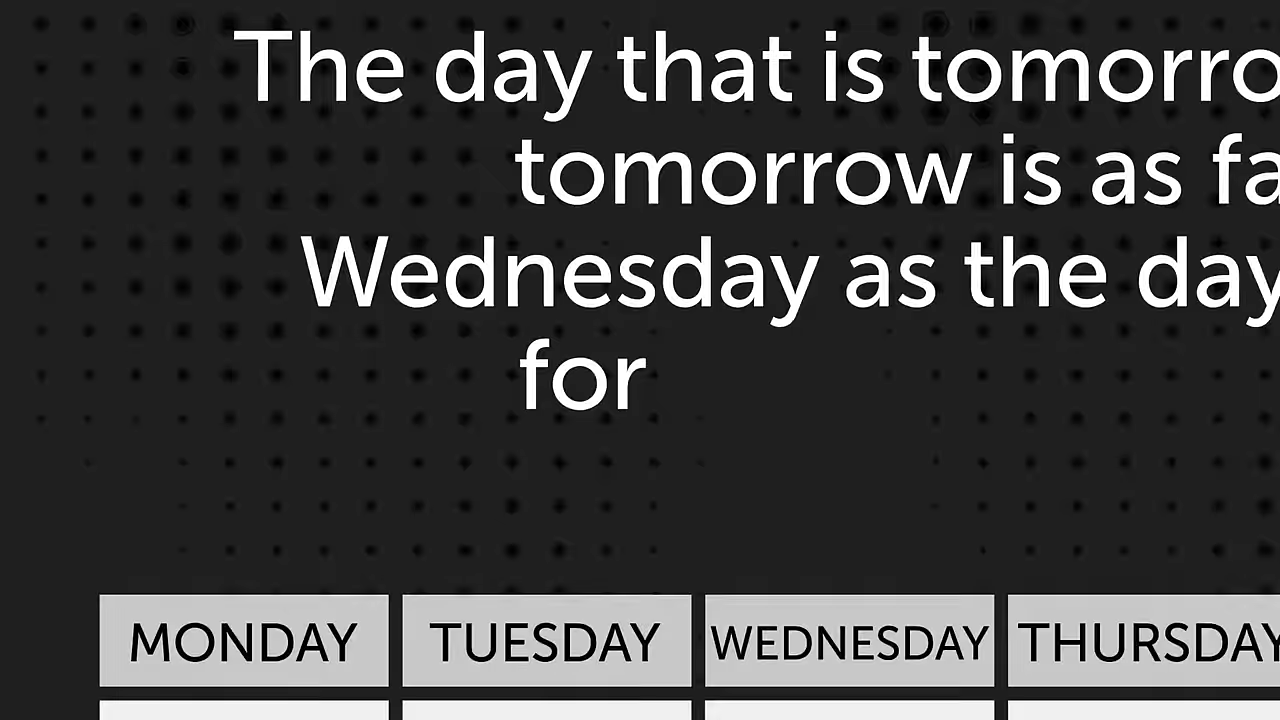 The day that is tomorro
tomorrow is as fa
Wednesday as the day
for
MONDAY TUESDAY WEDNESDAY THURSDAY